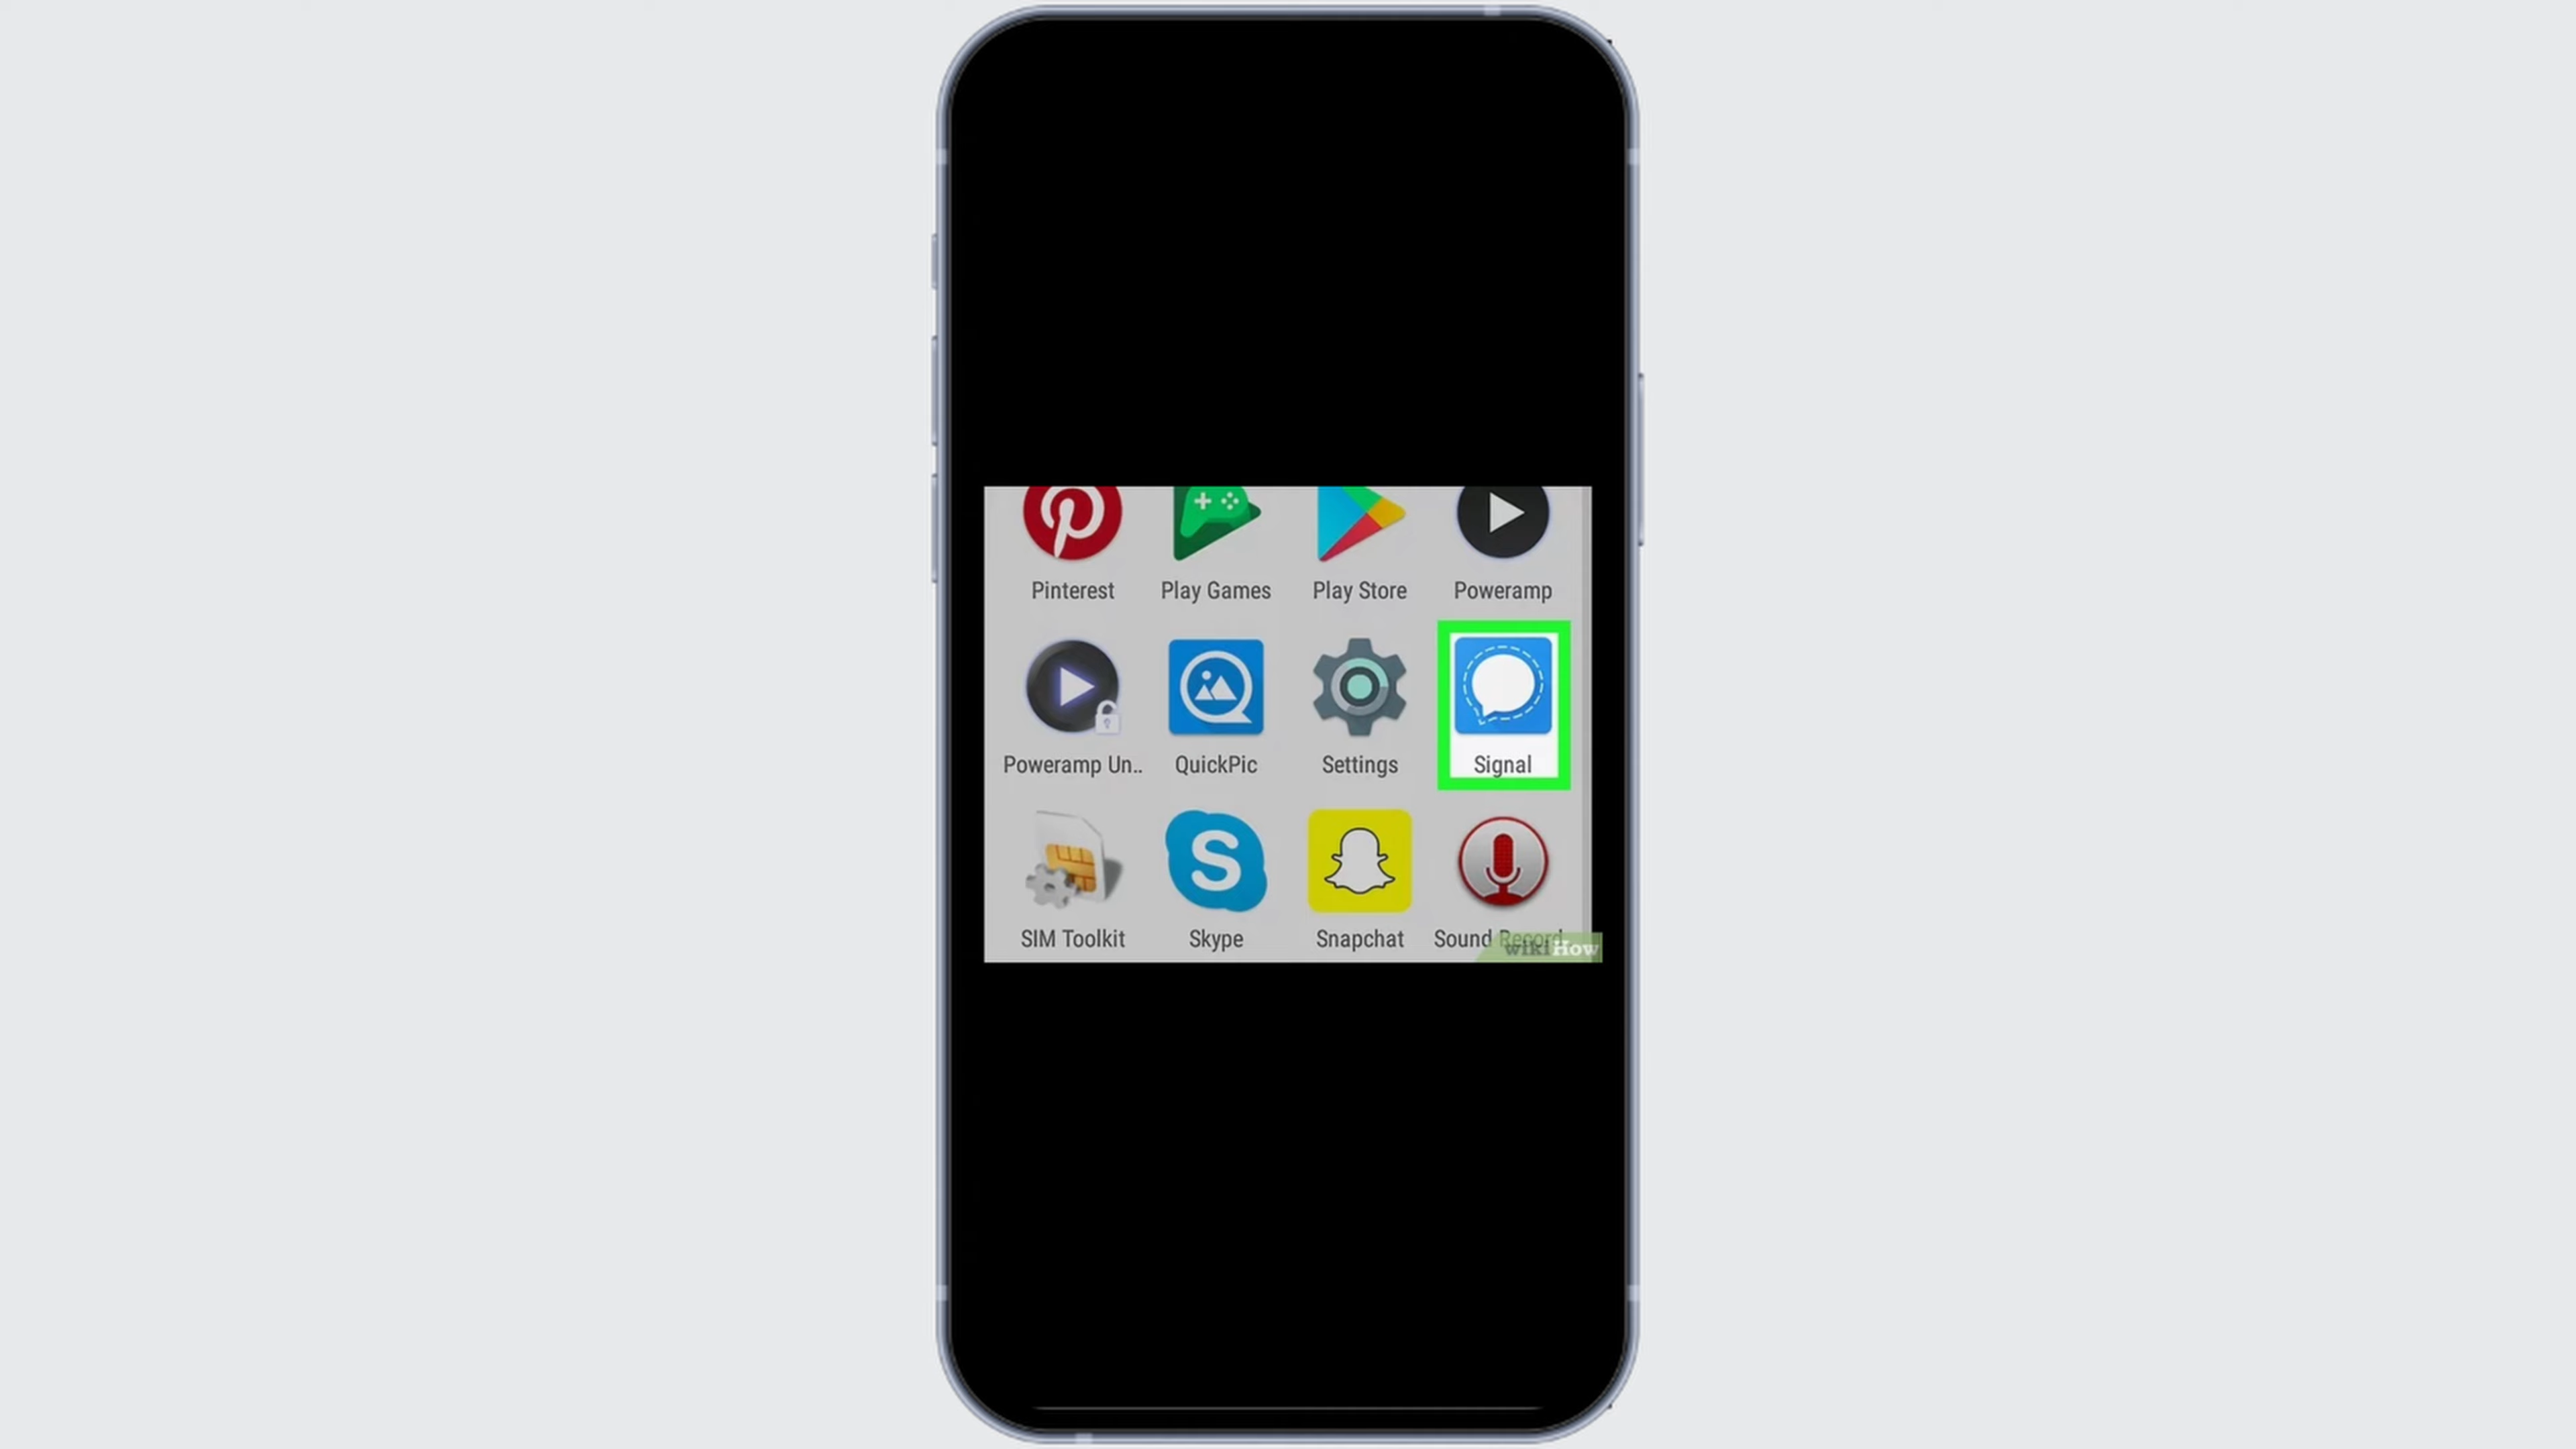 Pinterest Play Games Play Store Poweramp
Poweramp Un.. QuickPic Settings Signal
SIM Toolkit Skype Snapchat Sound Record
wikiHow